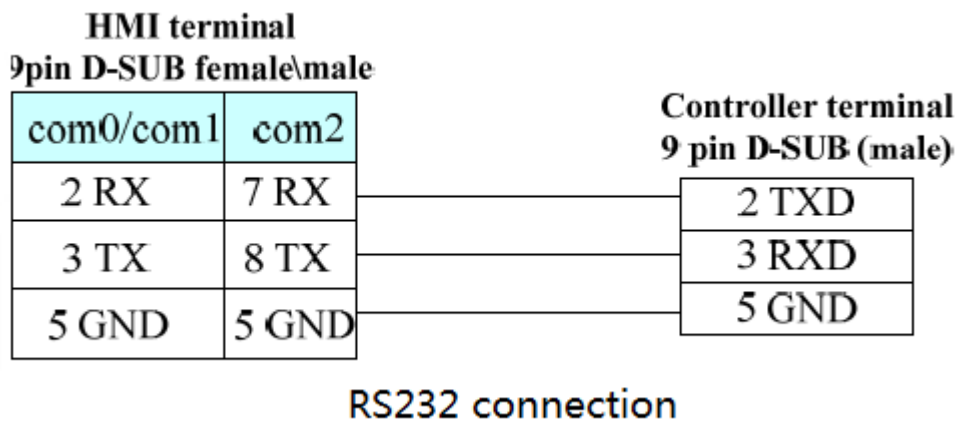 HMI terminal
9pin D-SUB female\male
com0/com1 com2
2 RX 7 RX
3 TX 8 TX
5 GND 5 GND
Controller terminal
9 pin D-SUB (male)
2 TXD
3 RXD
5 GND
RS232 connection